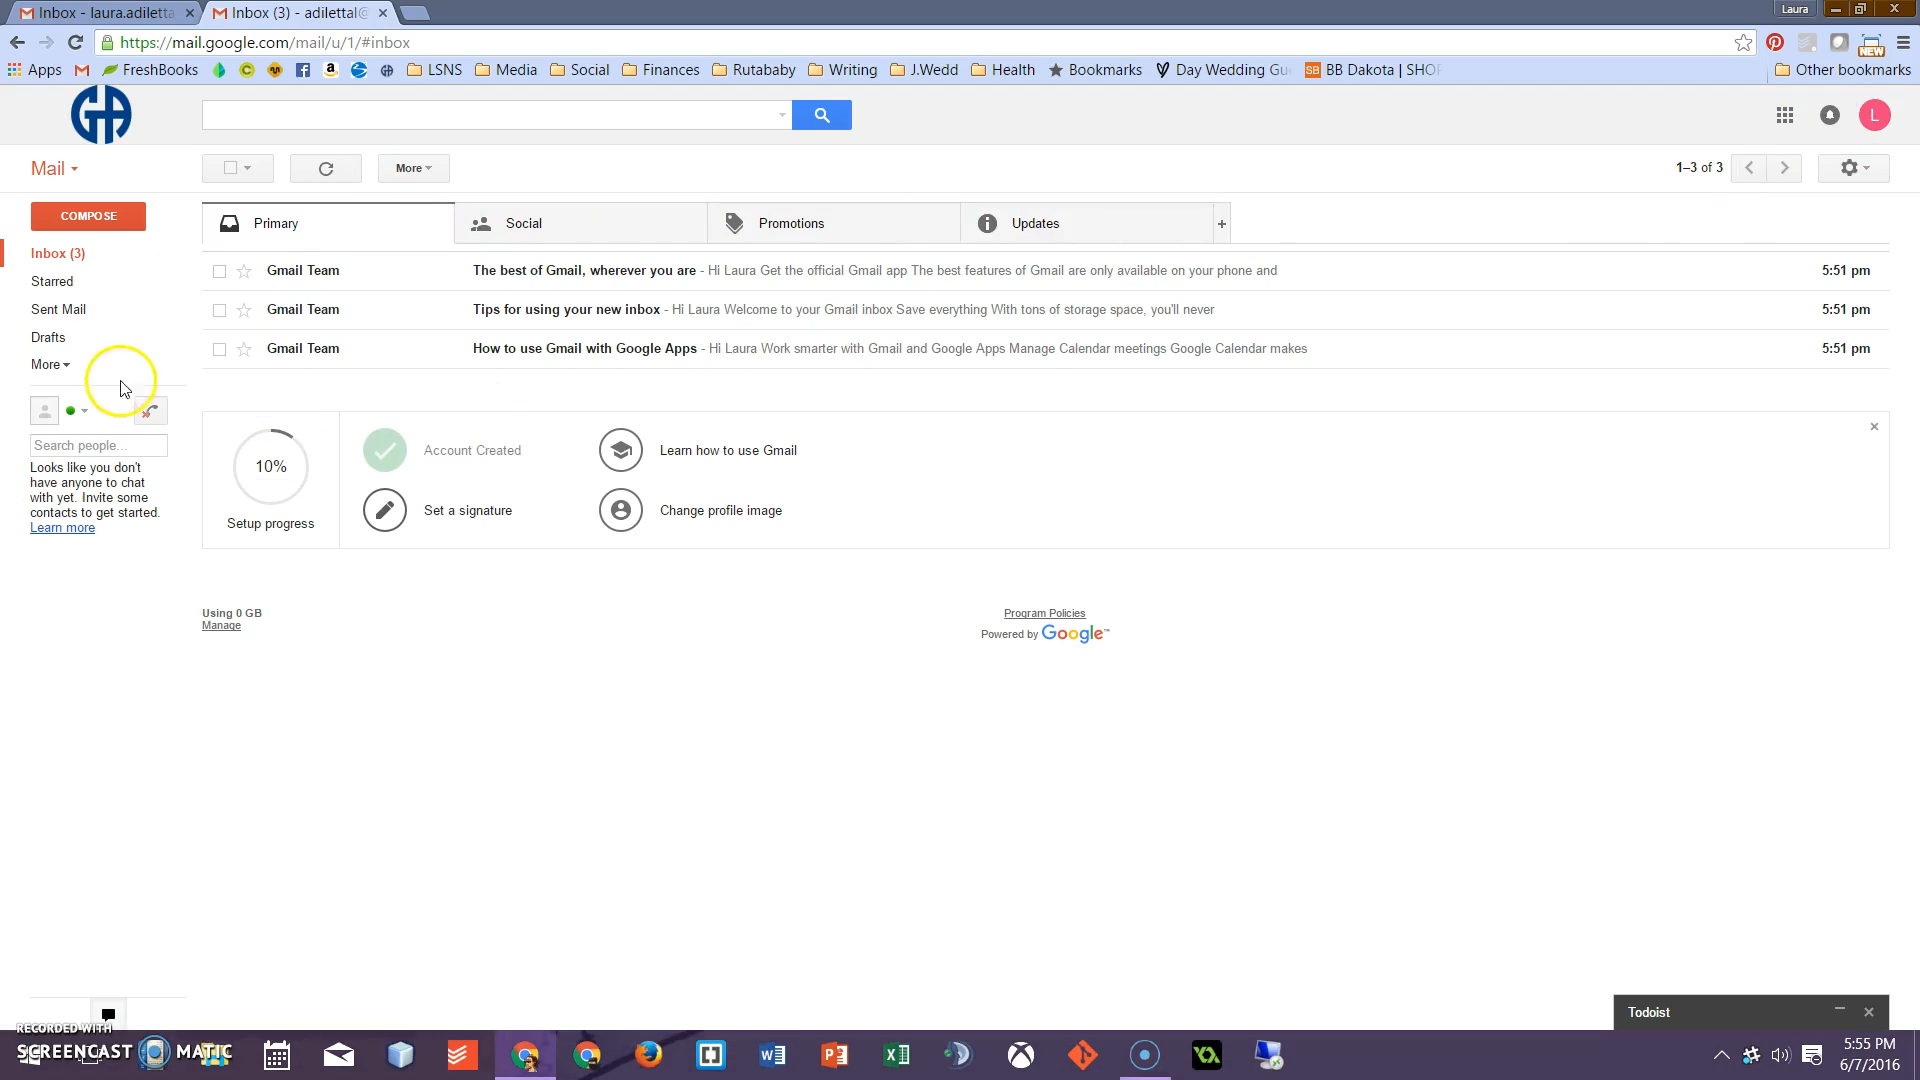 Inbox - laura.adiletta
Inbox (3) - adilettal@
Laura
https://mail.google.com/mail/u/1/#inbox
NEW
Apps
FreshBooks
LSNS
Media
Social
Finances
Rutababy
Writing
J.Wedd
Health
Bookmarks
Day Wedding Gu
SB BB Dakota | SHOP
Other bookmarks
GA
L
Mail
More
1–3 of 3
COMPOSE
Primary
Social
Promotions
Updates
+
Inbox (3)
Starred
Sent Mail
Drafts
More
Gmail Team The best of Gmail, wherever you are - Hi Laura Get the official Gmail app The best features of Gmail are only available on your phone and 5:51 pm
Gmail Team Tips for using your new inbox - Hi Laura Welcome to your Gmail inbox Save everything With tons of storage space, you'll never 5:51 pm
Gmail Team How to use Gmail with Google Apps - Hi Laura Work smarter with Gmail and Google Apps Manage Calendar meetings Google Calendar makes 5:51 pm
Search people...
Looks like you don't
have anyone to chat
with yet. Invite some
contacts to get started.
Learn more
10%
Setup progress
Account Created
Learn how to use Gmail
Set a signature
Change profile image
Using 0 GB
Manage
Program Policies
Powered by Google™
Todoist
RECORDED WITH
SCREENCAST MATIC
5:55 PM
6/7/2016